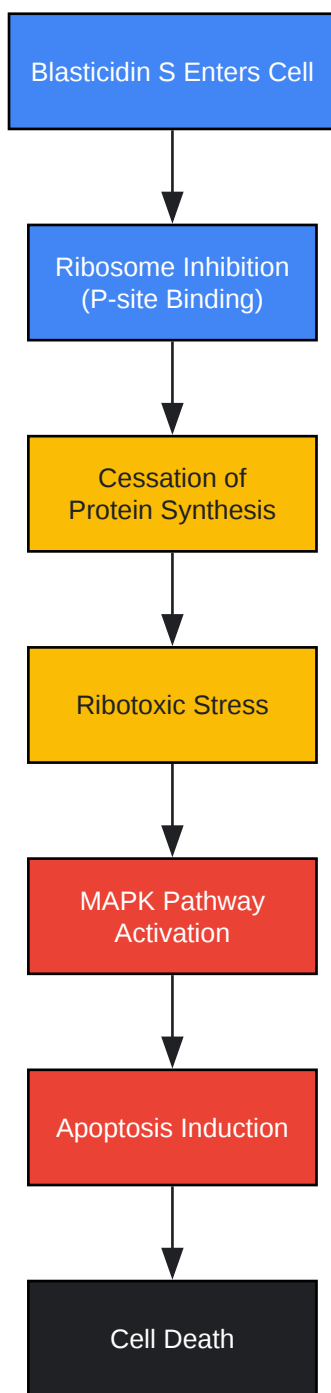 Blasticidin S Enters Cell
Ribosome Inhibition
(P-site Binding)
Cessation of
Protein Synthesis
Ribotoxic Stress
MAPK Pathway
Activation
Apoptosis Induction
Cell Death